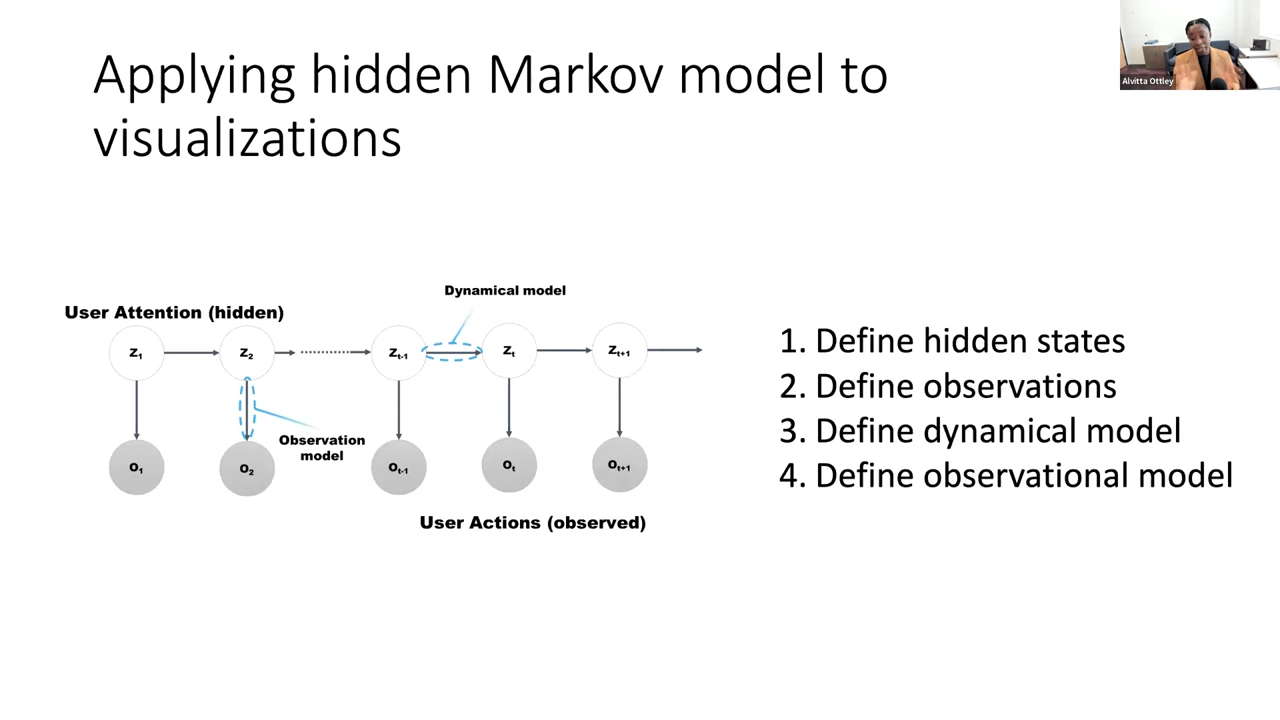 Applying hidden Markov model to
visualizations
Alvitta Ottley
Dynamical model
User Attention (hidden)
Z1
Z2
Zt-1
Zt
Zt+1
Observation
model
O1
O2
Ot-1
Ot
Ot+1
User Actions (observed)
1. Define hidden states
2. Define observations
3. Define dynamical model
4. Define observational model